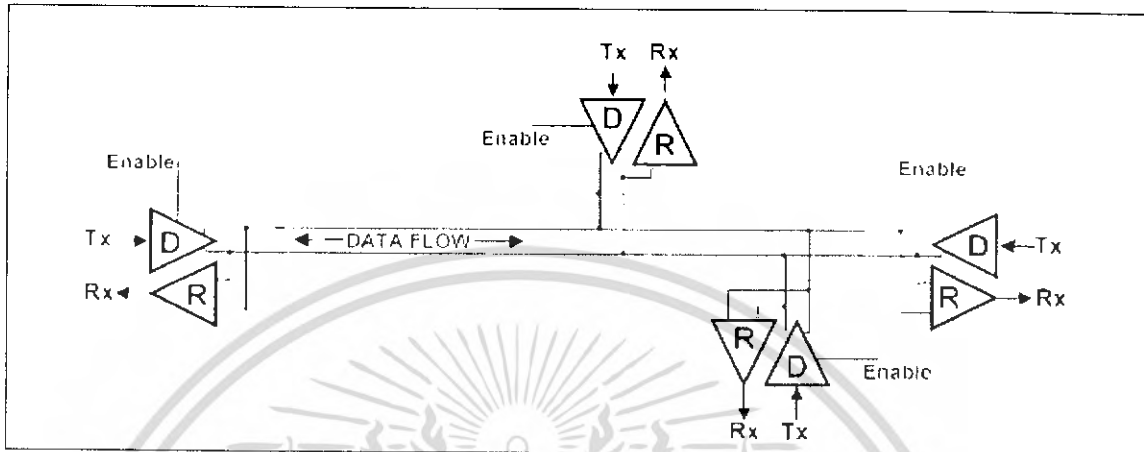 Tx Rx
D
R
Enable
Enable
Enable
Tx D
DATA FLOW
D Tx
Rx R
R Rx
R
D
Enable
Rx Tx